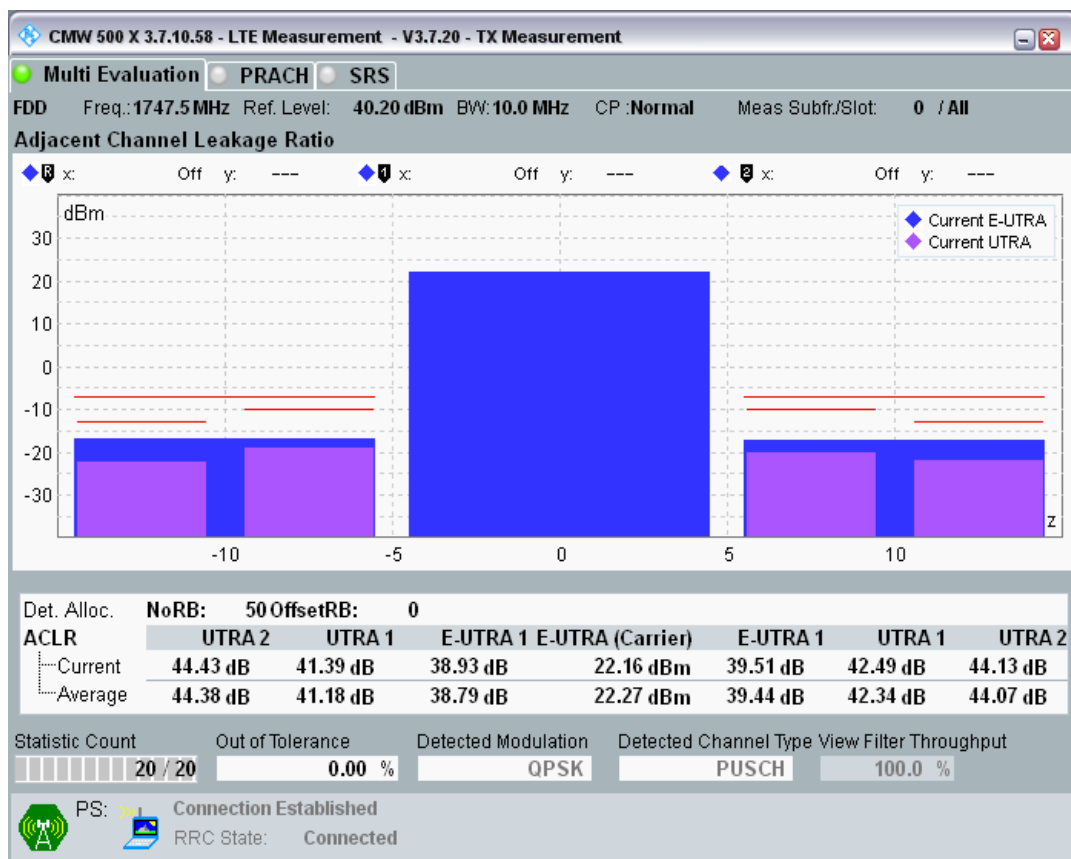 CMW 500 X 3.7.10.58 - LTE Measurement - V3.7.20 - TX Measurement
Multi Evaluation PRACH SRS
FDD Freq.:1747.5 MHz Ref. Level: 40.20 dBm BW: 10.0 MHz CP :Normal Meas Subfr./Slot: 0 / All
Adjacent Channel Leakage Ratio
R x: Off y: --- 1 x: Off y: --- 2 x: Off y: ---
dBm
Current E-UTRA
Current UTRA
30
20
10
0
-10
-20
-30
z
-10 -5 0 5 10
Det. Alloc. NoRB: 50 OffsetRB: 0
ACLR UTRA 2 UTRA 1 E-UTRA 1 E-UTRA (Carrier) E-UTRA 1 UTRA 1 UTRA 2
Current 44.43 dB 41.39 dB 38.93 dB 22.16 dBm 39.51 dB 42.49 dB 44.13 dB
Average 44.38 dB 41.18 dB 38.79 dB 22.27 dBm 39.44 dB 42.34 dB 44.07 dB
Statistic Count Out of Tolerance Detected Modulation Detected Channel Type View Filter Throughput
20 / 20 0.00 % QPSK PUSCH 100.0 %
PS: Connection Established
RRC State: Connected